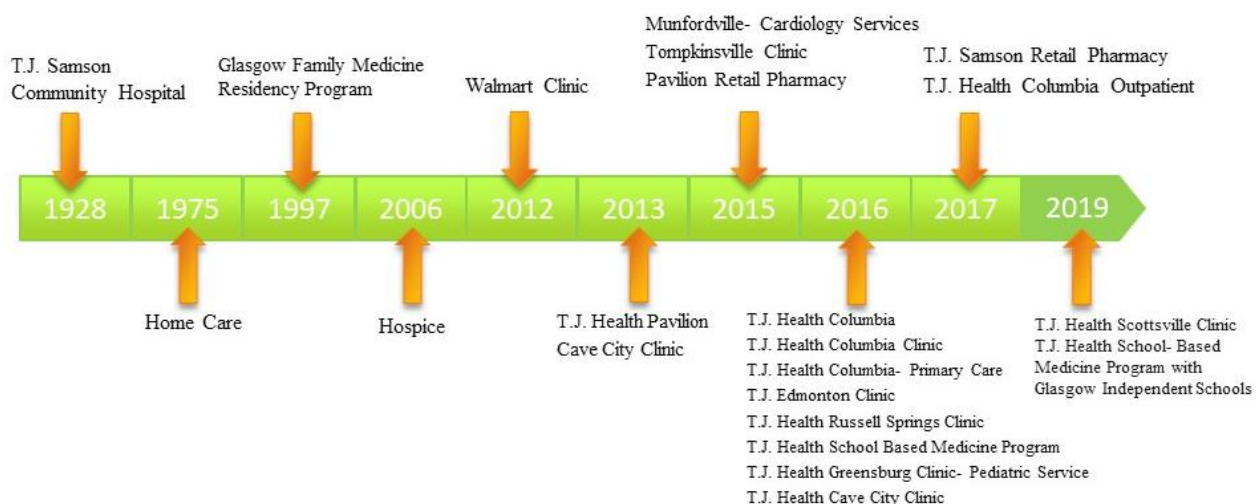 T.J. Samson
Community Hospital
Glasgow Family Medicine
Residency Program
Walmart Clinic
Munfordville- Cardiology Services
Tompkinsville Clinic
Pavilion Retail Pharmacy
T.J. Samson Retail Pharmacy
T.J. Health Columbia Outpatient
1928
1975
1997
2006
2012
2013
2015
2016
2017
2019
Home Care
Hospice
T.J. Health Pavilion
Cave City Clinic
T.J. Health Columbia
T.J. Health Columbia Clinic
T.J. Health Columbia- Primary Care
T.J. Edmonton Clinic
T.J. Health Russell Springs Clinic
T.J. Health School Based Medicine Program
T.J. Health Greensburg Clinic- Pediatric Service
T.J. Health Cave City Clinic
T.J. Health Scottsville Clinic
T.J. Health School- Based
Medicine Program with
Glasgow Independent Schools